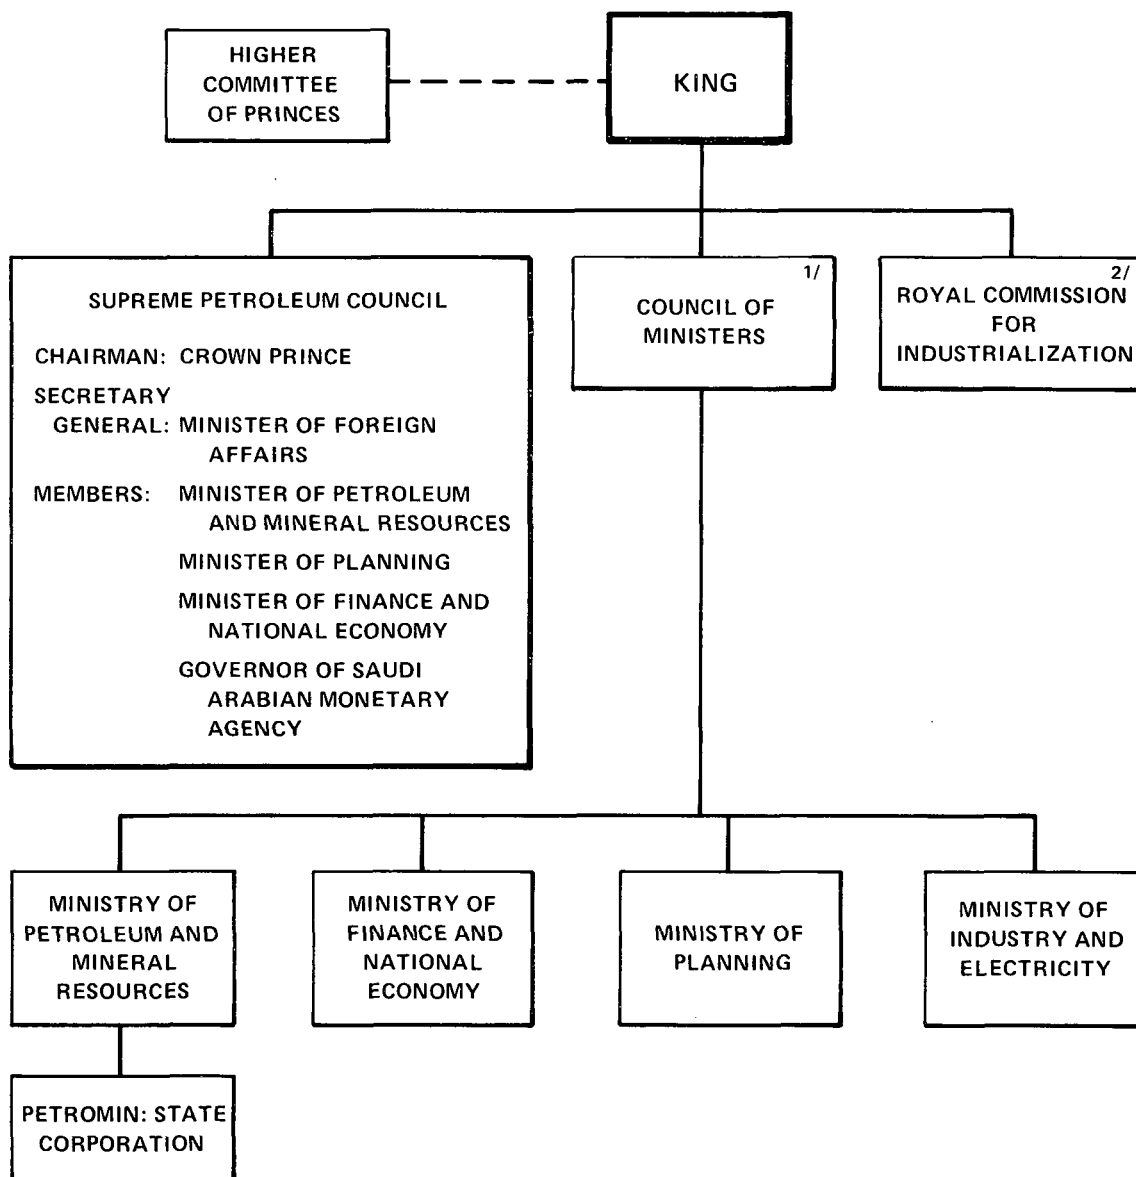 HIGHER
COMMITTEE
OF PRINCES
KING
SUPREME PETROLEUM COUNCIL
CHAIRMAN: CROWN PRINCE
SECRETARY
GENERAL: MINISTER OF FOREIGN
AFFAIRS
MEMBERS: MINISTER OF PETROLEUM
AND MINERAL RESOURCES
MINISTER OF PLANNING
MINISTER OF FINANCE AND
NATIONAL ECONOMY
GOVERNOR OF SAUDI
ARABIAN MONETARY
AGENCY
1/
COUNCIL OF
MINISTERS
2/
ROYAL COMMISSION
FOR
INDUSTRIALIZATION
MINISTRY OF
PETROLEUM AND
MINERAL
RESOURCES
MINISTRY OF
FINANCE AND
NATIONAL
ECONOMY
MINISTRY OF
PLANNING
MINISTRY OF
INDUSTRY AND
ELECTRICITY
PETROMIN: STATE
CORPORATION